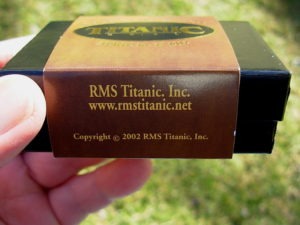 TITANIC
RMS Titanic, Inc.
www.rmstitanic.net
Copyright © 2002 RMS Titanic, Inc.